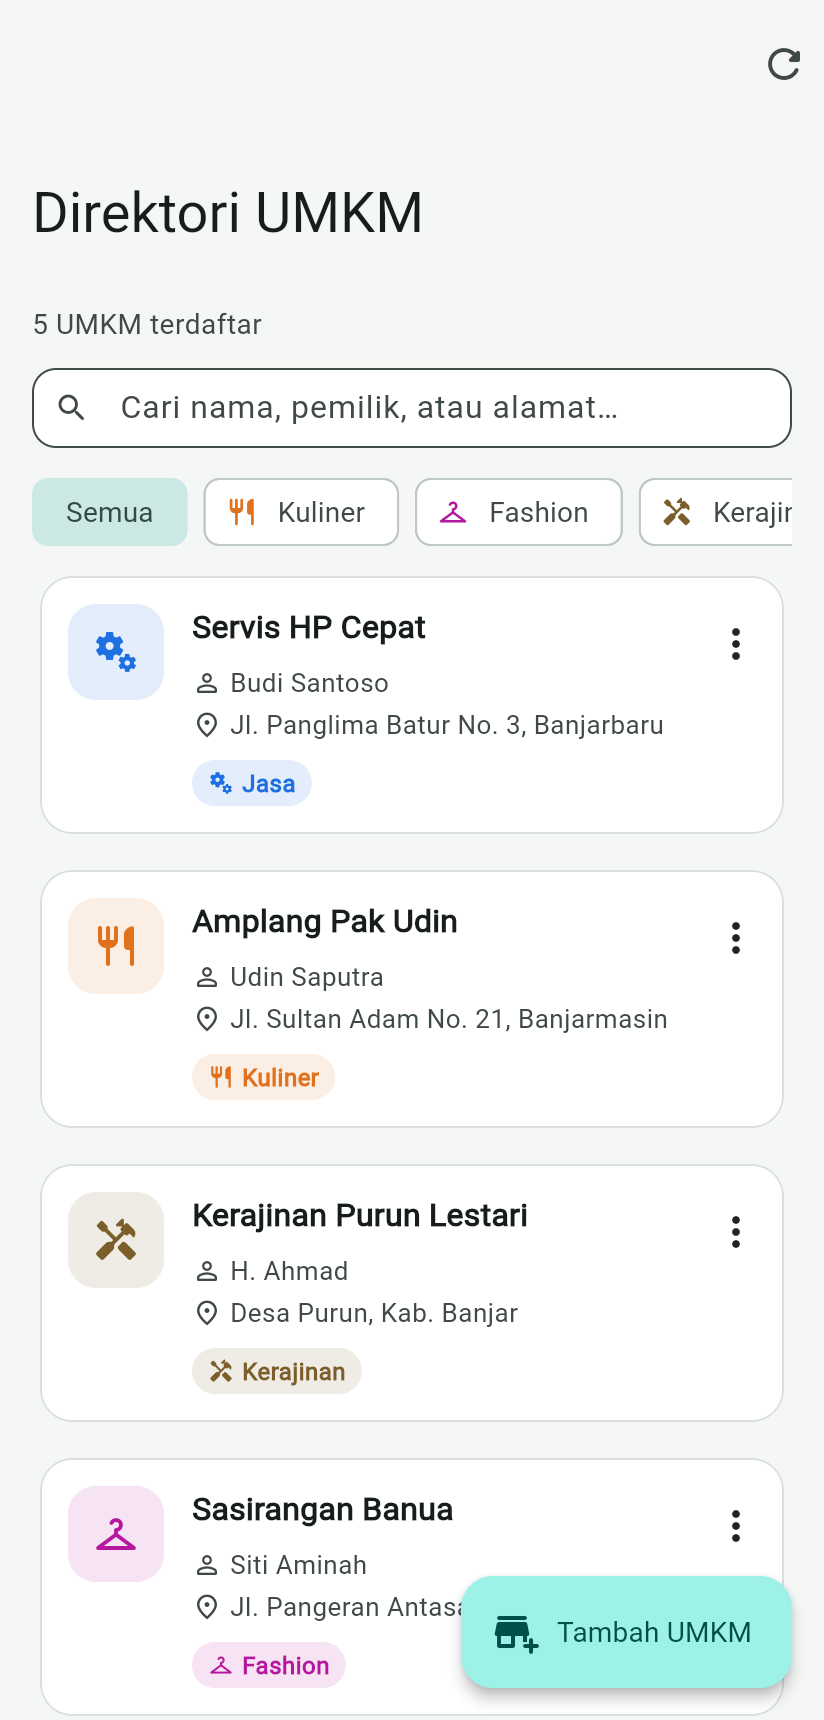 Direktori UMKM
5 UMKM terdaftar
Cari nama, pemilik, atau alamat...
Semua
Kuliner
Fashion
Servis HP Cepat
Budi Santoso
Jl. Panglima Batur No. 3, Banjarbaru
Jasa
Amplang Pak Udin
Udin Saputra
Jl. Sultan Adam No. 21, Banjarmasin
Kuliner
Kerajinan Purun Lestari
H. Ahmad
Desa Purun, Kab. Banjar
Kerajinan
Sasirangan Banua
Siti Aminah
Jl. Pangeran
Fashion
Tambah UMKM